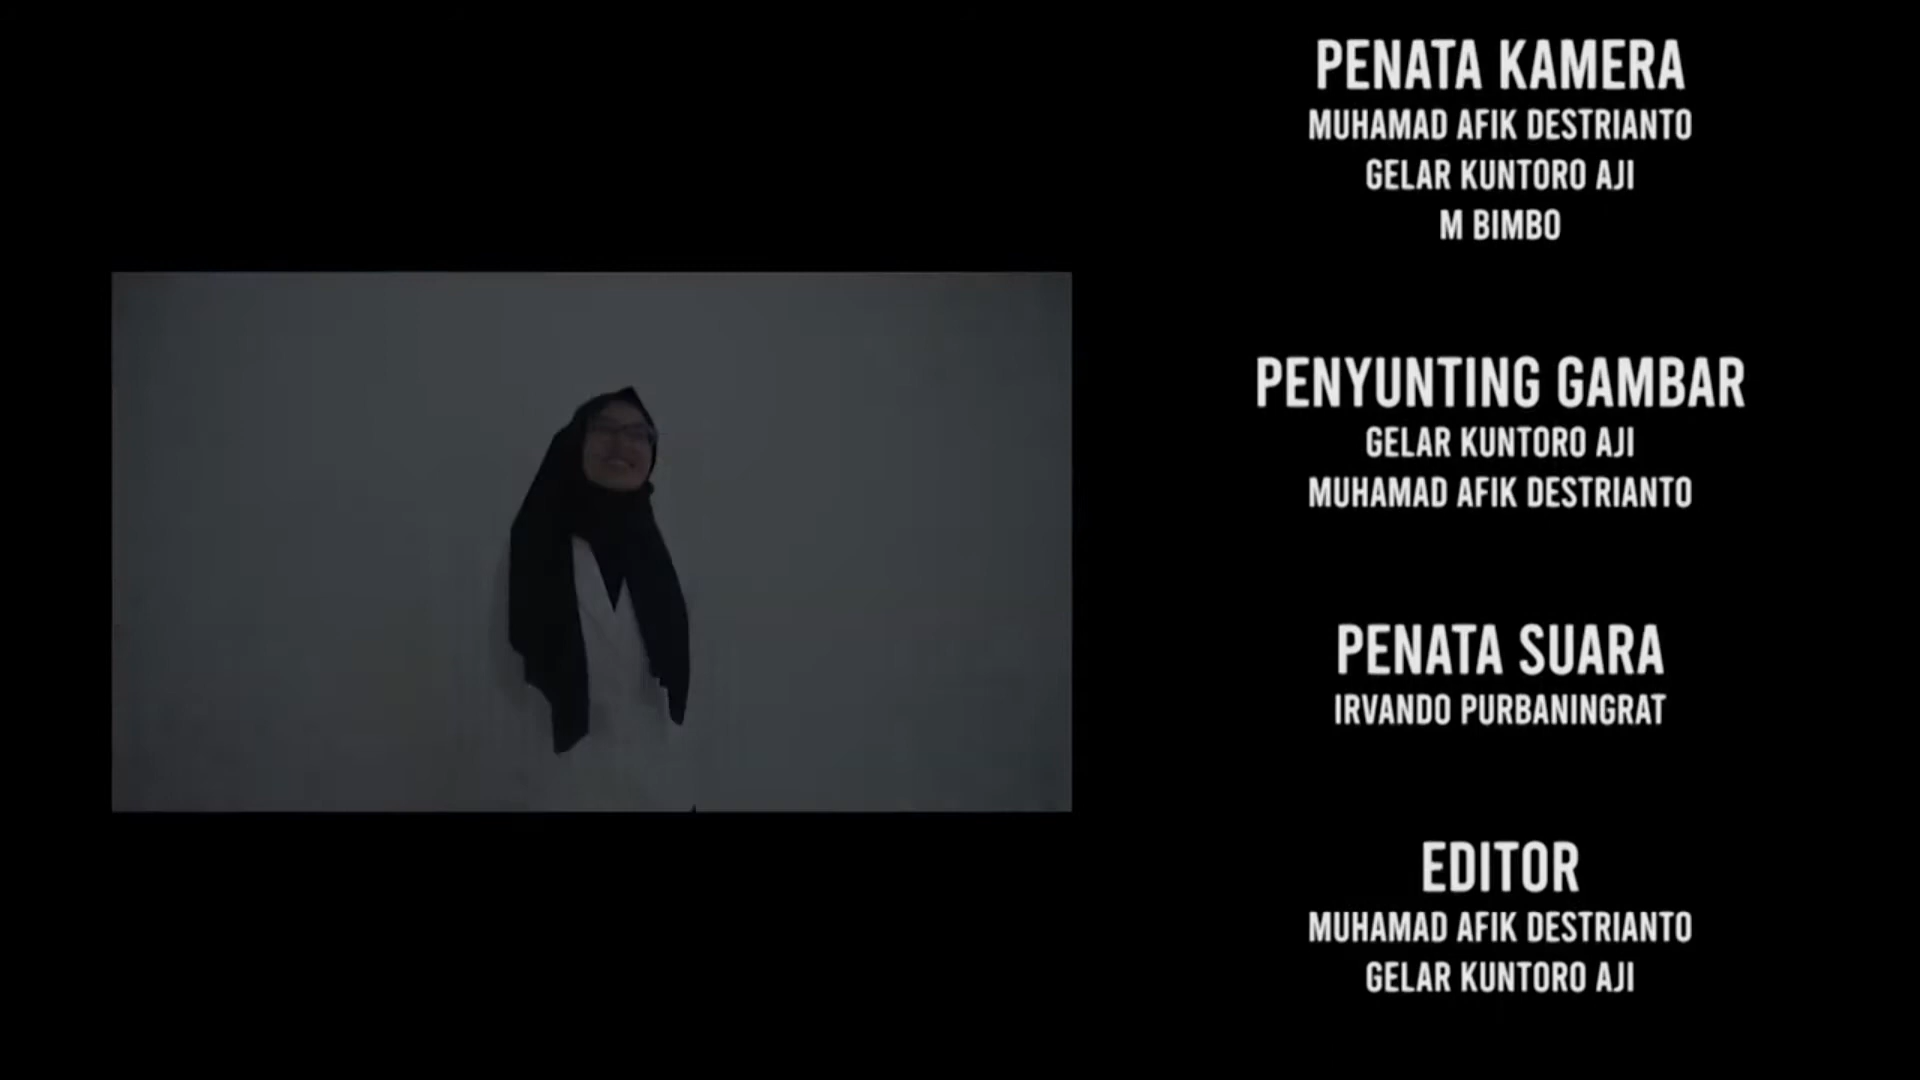 PENATA KAMERA
MUHAMAD AFIK DESTRIANTO
GELAR KUNTORO AJI
M BIMBO
PENYUNTING GAMBAR
GELAR KUNTORO AJI
MUHAMAD AFIK DESTRIANTO
PENATA SUARA
IRVANDO PURBANINGRAT
EDITOR
MUHAMAD AFIK DESTRIANTO
GELAR KUNTORO AJI